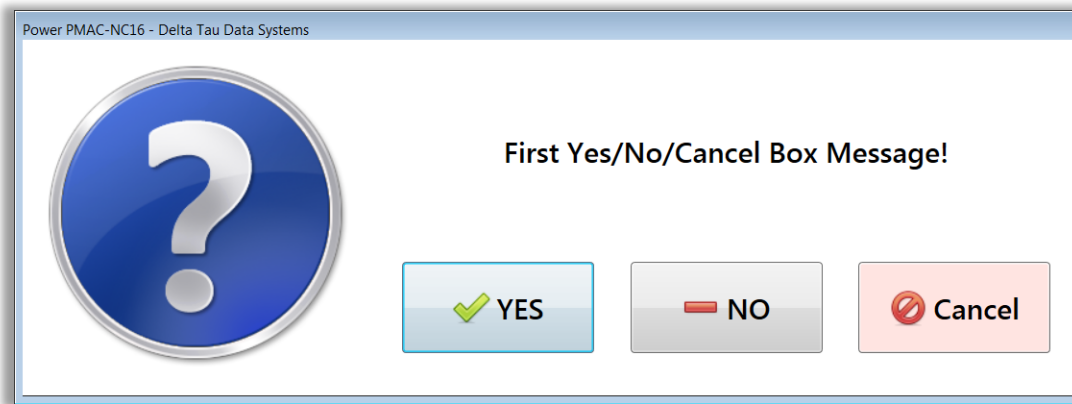 Power PMAC-NC16 - Delta Tau Data Systems
First Yes/No/Cancel Box Message!
YES
NO
Cancel